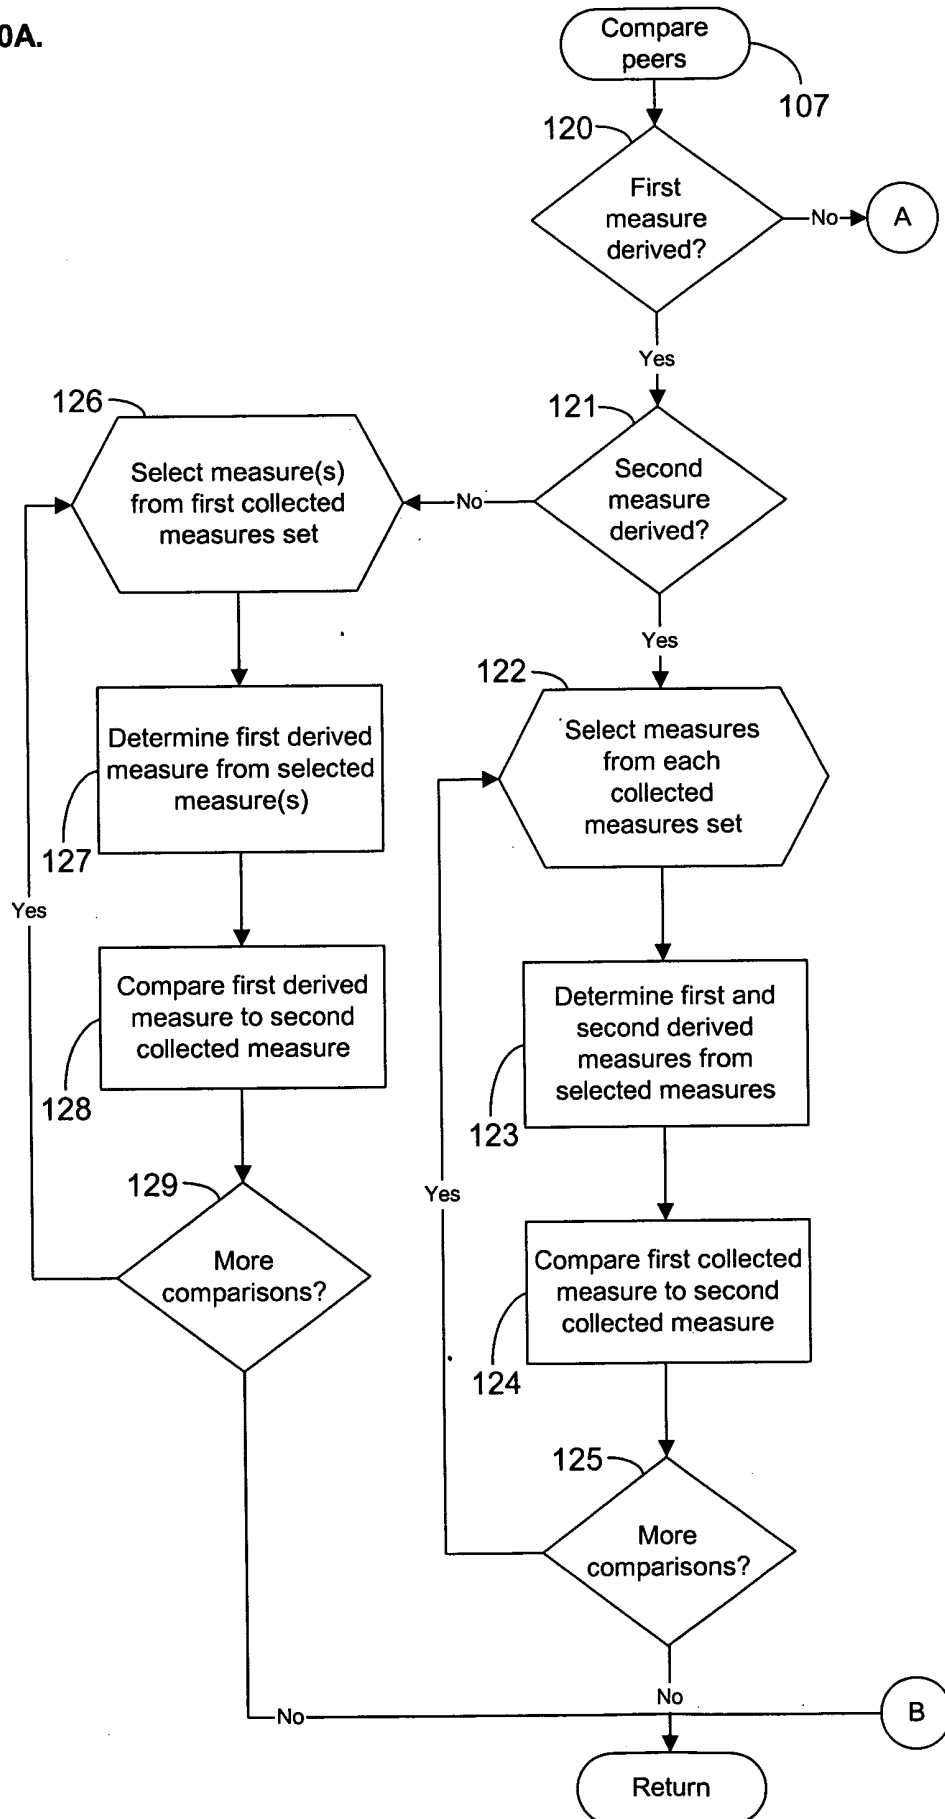 0A.
Compare
peers
107
120
First
measure
derived?
No
A
Yes
121
Second
measure
derived?
No
126
Select measure(s)
from first collected
measures set
Yes
122
Select measures
from each
collected
measures set
Determine first derived
measure from selected
measure(s)
127
Yes
Compare first derived
measure to second
collected measure
128
Determine first and
second derived
measures from
selected measures
123
129
More
comparisons?
Yes
Compare first collected
measure to second
collected measure
124
125
More
comparisons?
No
No
B
Return